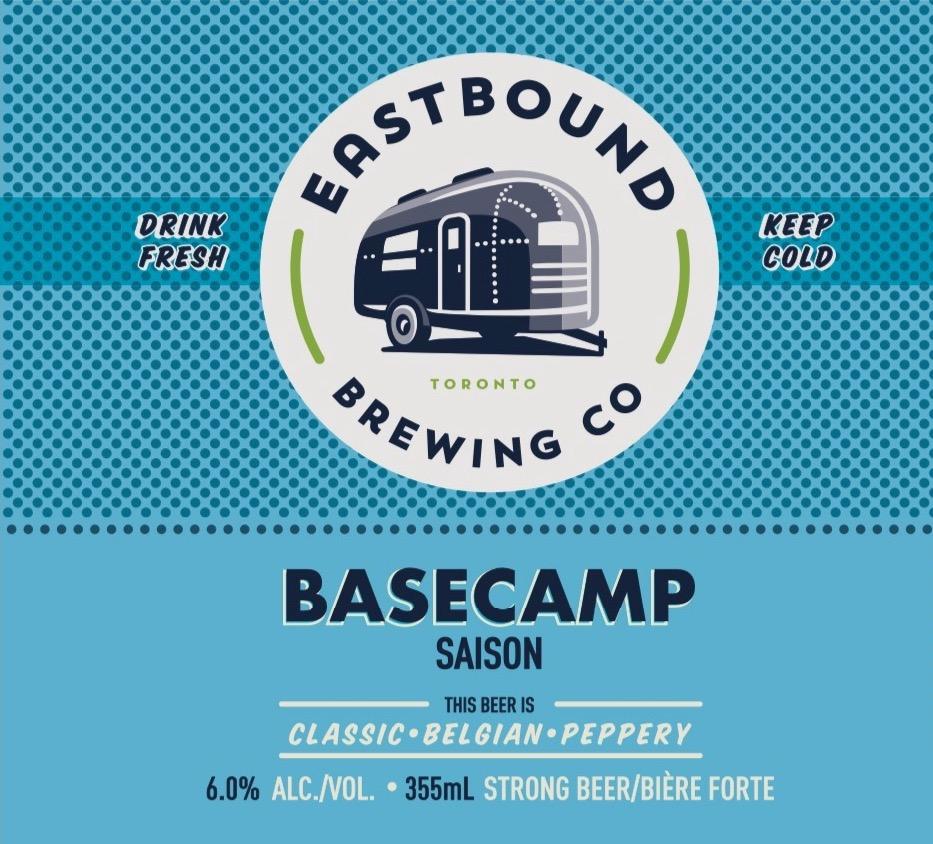 EASTBOUND
DRINK
FRESH
KEEP
COLD
TORONTO
BREWING CO
BASECAMP
SAISON
THIS BEER IS
CLASSIC•BELGIAN•PEPPERY
6.0% ALC./VOL. • 355mL STRONG BEER/BIÈRE FORTE